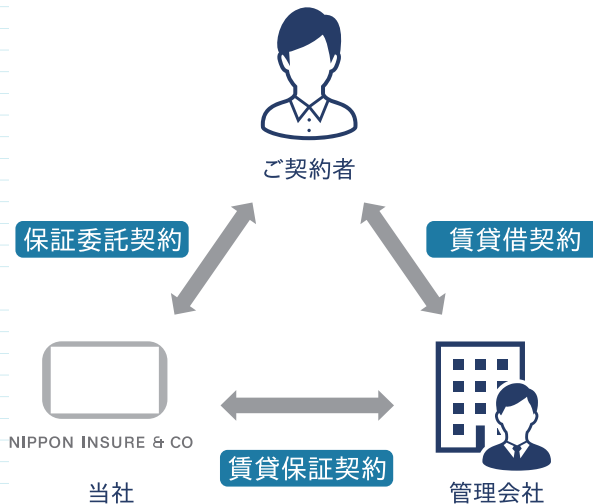 ご契約者
保証委託契約
賃貸借契約
NIPPON INSURE & CO
賃貸保証契約
当社
管理会社